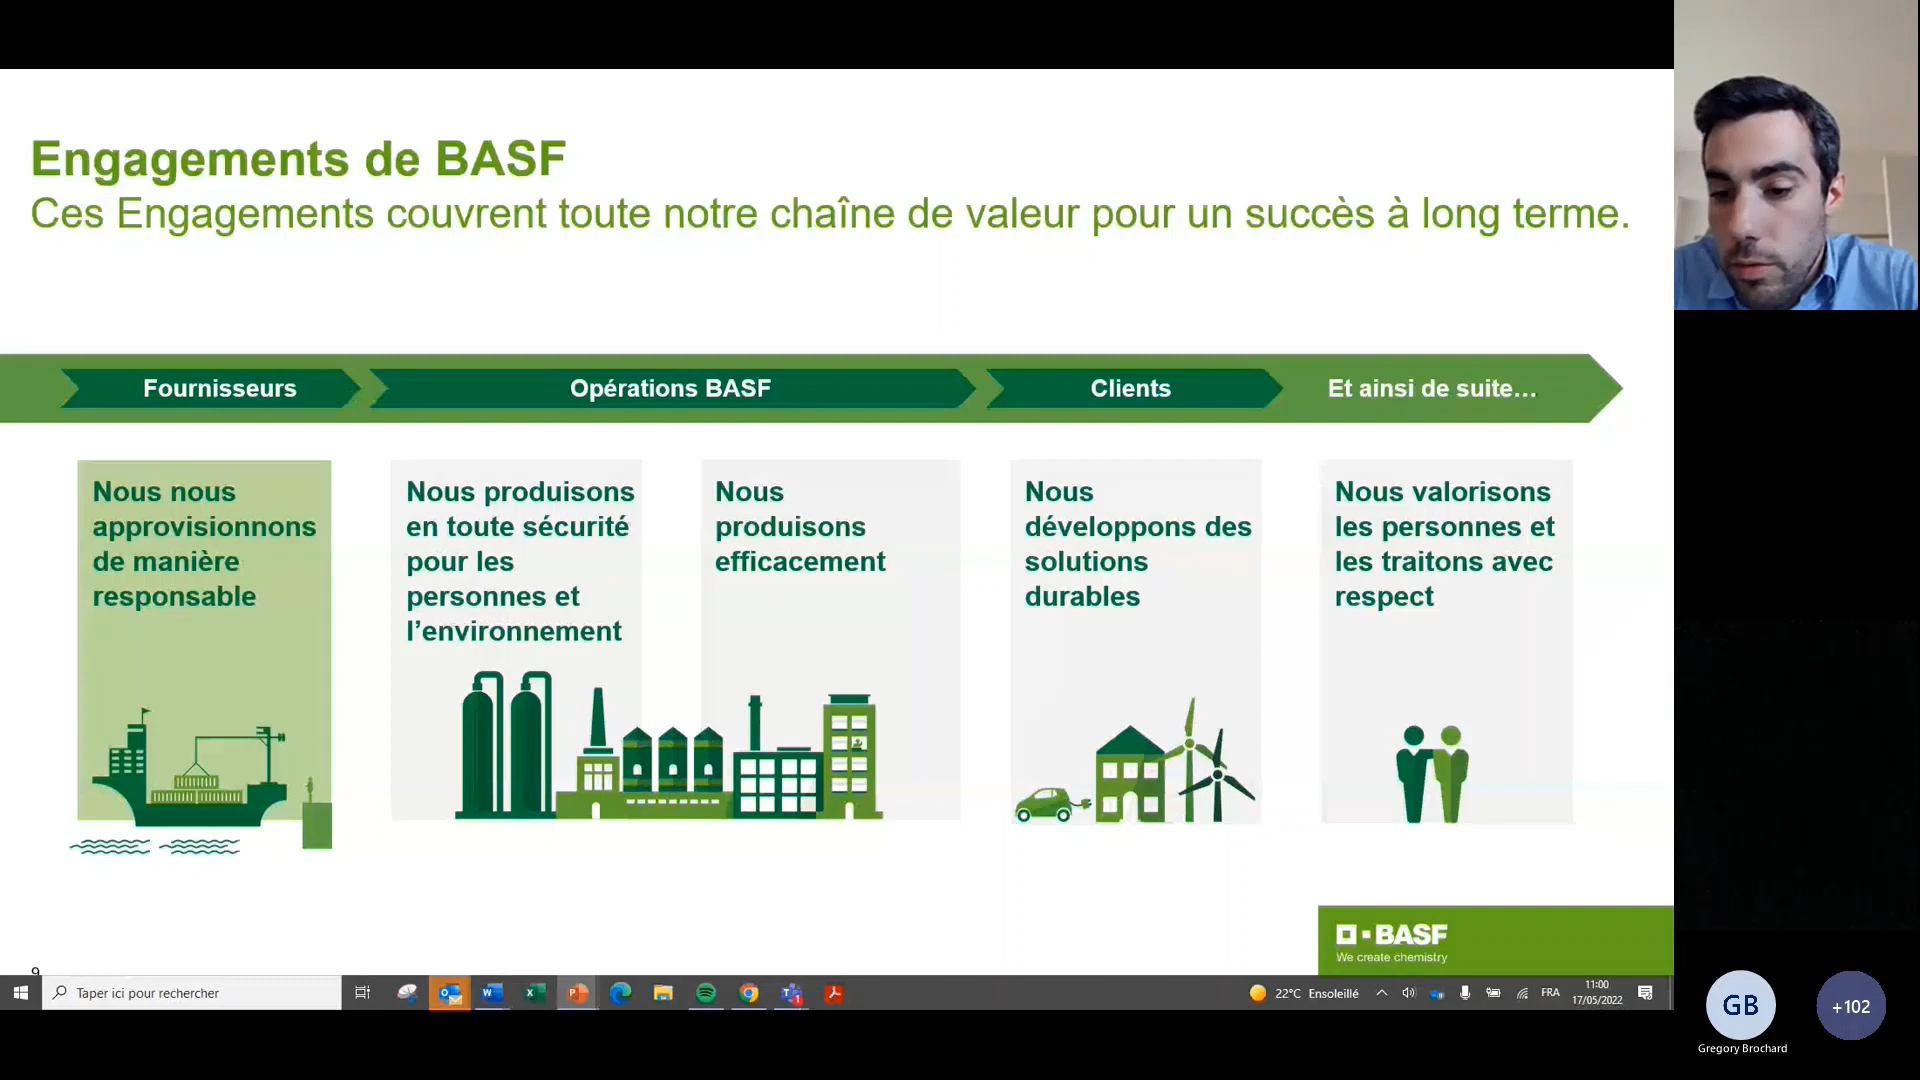 Engagements de BASF
Ces Engagements couvrent toute notre chaîne de valeur pour un succès à long terme.
Fournisseurs
Opérations BASF
Clients
Et ainsi de suite...
Nous nous
approvisionnons
de manière
responsable
Nous produisons
en toute sécurité
pour les
personnes et
l’environnement
Nous
produisons
efficacement
Nous
développons des
solutions
durables
Nous valorisons
les personnes et
les traitons avec
respect
BASF
We create chemistry
9
Taper ici pour rechercher
22°C Ensoleillé
FRA
11:00
17/05/2022
GB
+102
Gregory Brochard